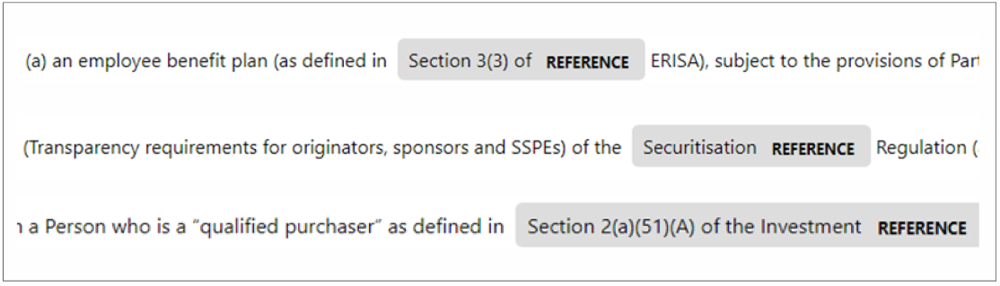 (a) an employee benefit plan (as defined in Section 3(3) of REFERENCE ERISA), subject to the provisions of
(Transparency requirements for originators, sponsors and SSPEs) of the Securitisation REFERENCE Regulation (
a Person who is a “qualified purchaser” as defined in Section 2(a)(51)(A) of the Investment REFERENCE